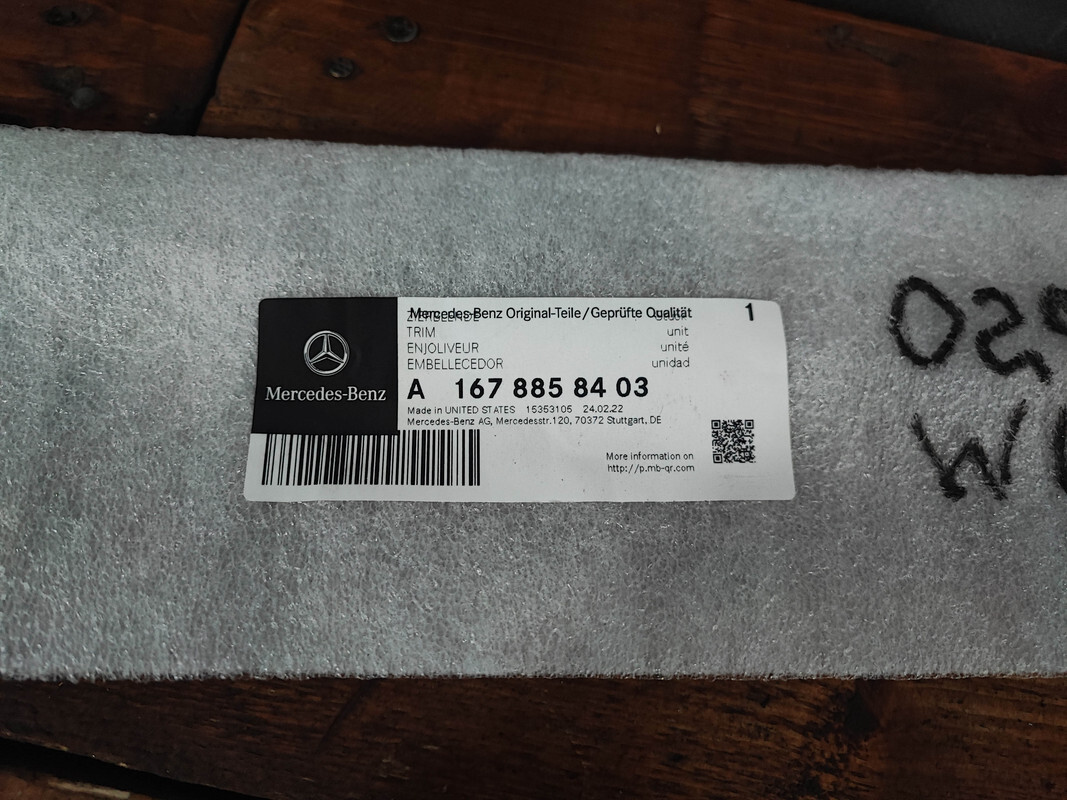 Mercedes-Benz Original-Teile/Geprüfte Qualität 1
ZIERBLENDE
TRIM unit
ENJOLIVEUR unité
EMBELLECEDOR unidad
Mercedes-Benz
A 167 885 84 03
Made in UNITED STATES 15353105 24.02.22
Mercedes-Benz AG, Mercedesstr.120, 70372 Stuttgart, DE
More information on
http://p.mb-qr.com